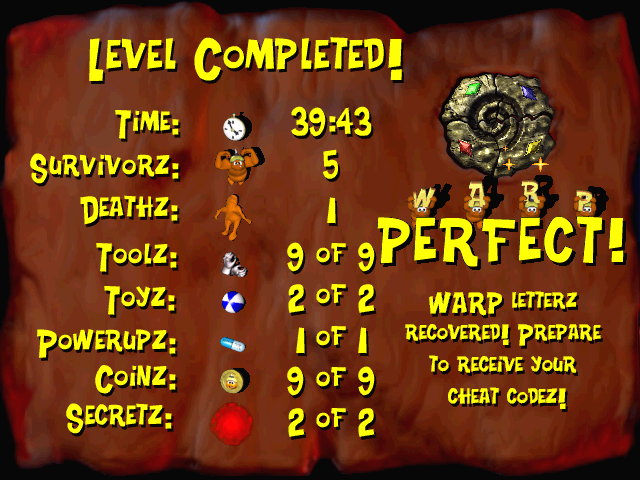 Level Completed!
Time: 39:43
Survivorz: 5
Deathz: 1
Toolz: 9 of 9
Toyz: 2 of 2
Powerupz: 1 of 1
Coinz: 9 of 9
Secretz: 2 of 2
W A R P
PERFECT!
WARP letterz
recovered! Prepare
to receive your
cheat codez!